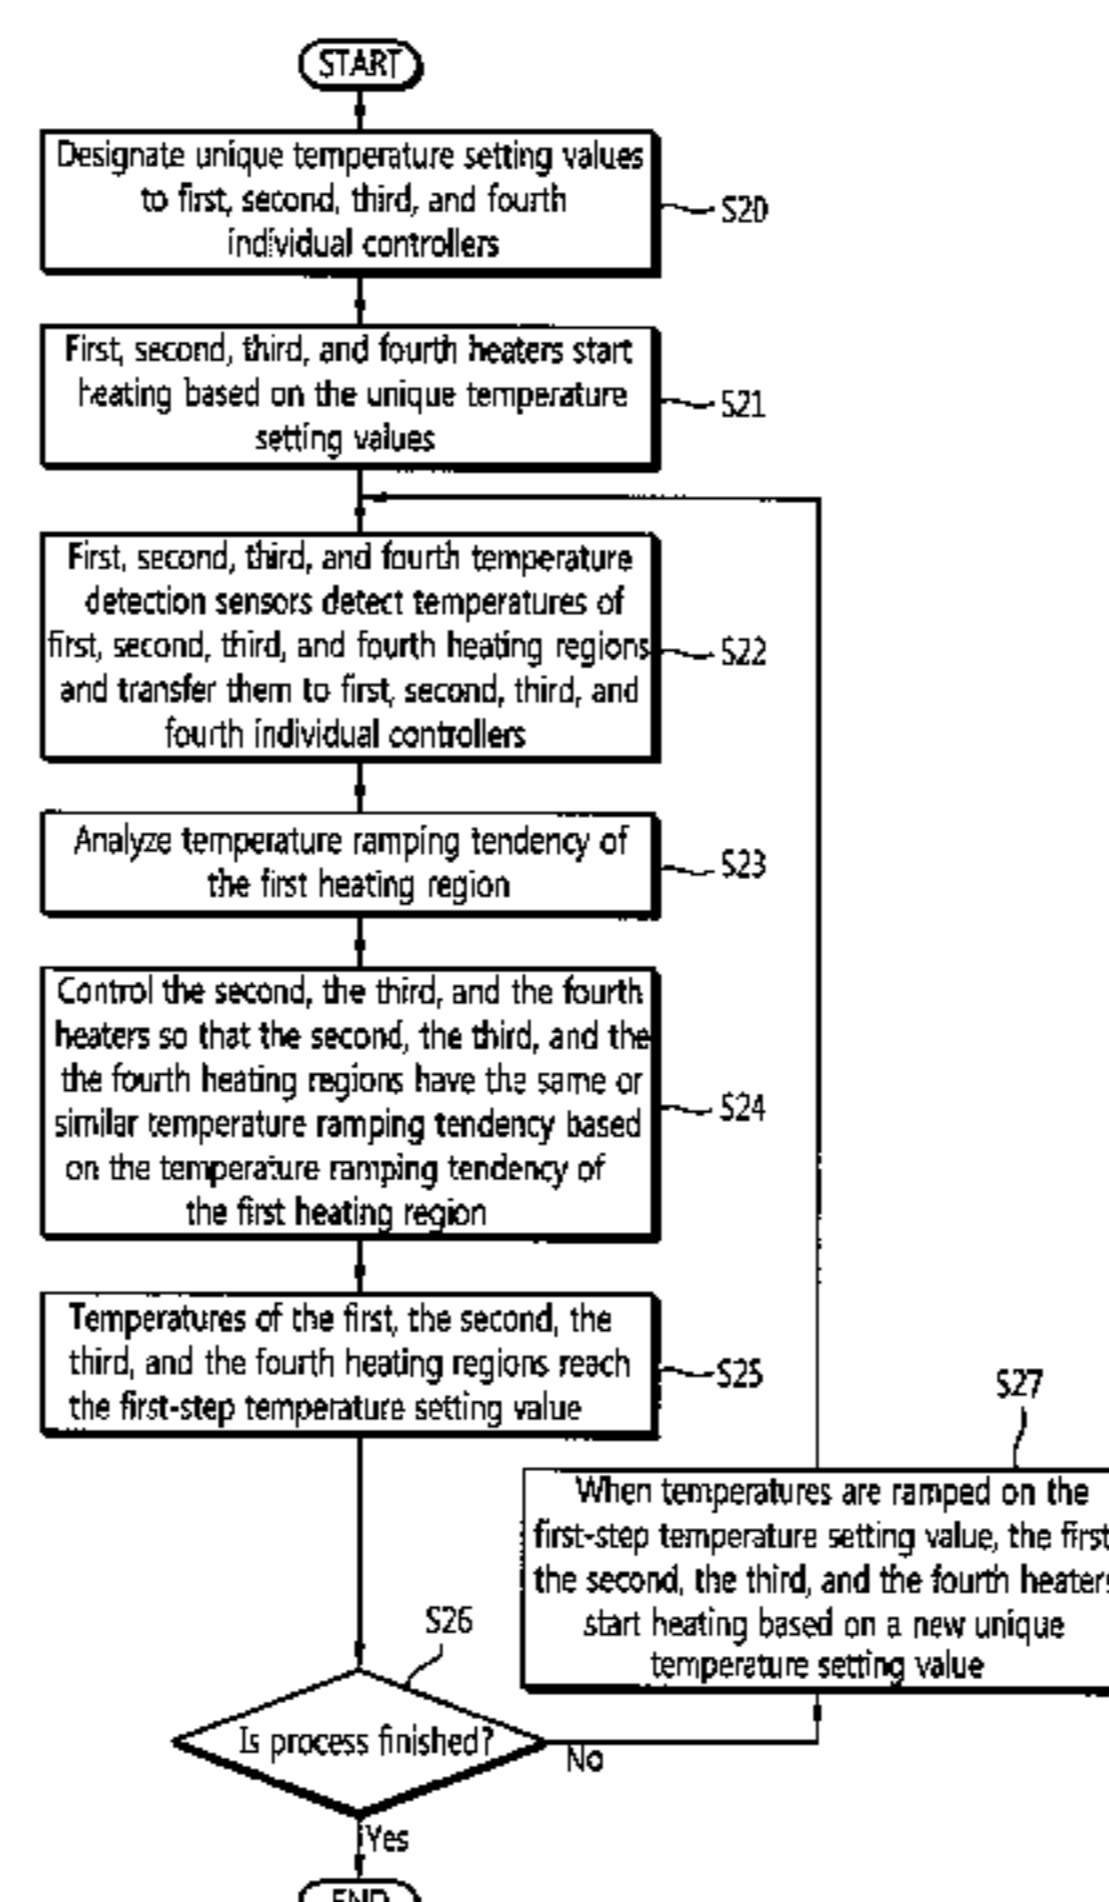 START
Designate unique temperature setting values
to first, second, third, and fourth
individual controllers
S20
First, second, third, and fourth heaters start
heating based on the unique temperature
setting values
S21
First, second, third, and fourth temperature
detection sensors detect temperatures of
first, second, third, and fourth heating regions
and transfer them to first, second, third, and
fourth individual controllers
S22
Analyze temperature ramping tendency of
the first heating region
S23
Control the second, the third, and the fourth
heaters so that the second, the third, and the
the fourth heating regions have the same or
similar temperature ramping tendency based
on the temperature ramping tendency of
the first heating region
S24
Temperatures of the first, the second, the
third, and the fourth heating regions reach
the first-step temperature setting value
S25
S27
When temperatures are ramped on the
first-step temperature setting value, the first
the second, the third, and the fourth heaters
start heating based on a new unique
temperature setting value
S26
Is process finished?
No
Yes
END